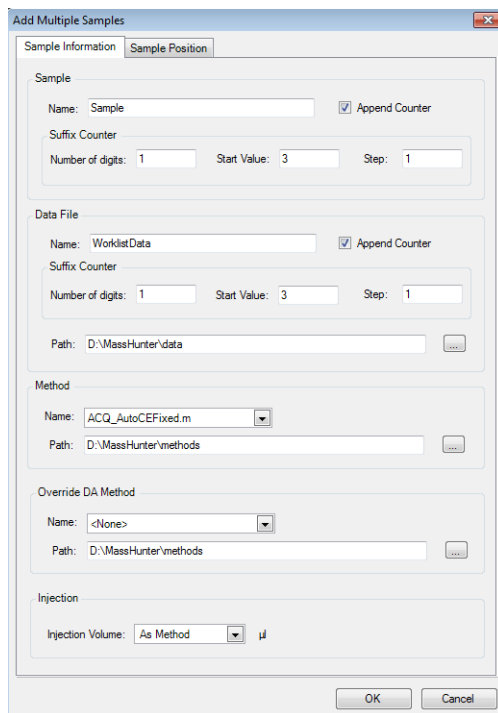 Add Multiple Samples
Sample Information Sample Position
Sample
Name: Sample Append Counter
Suffix Counter
Number of digits: 1 Start Value: 3 Step: 1
Data File
Name: WorklistData Append Counter
Suffix Counter
Number of digits: 1 Start Value: 3 Step: 1
Path: D:\MassHunter\data ...
Method
Name: ACQ_AutoCEFixed.m
Path: D:\MassHunter\methods ...
Override DA Method
Name: <None>
Path: D:\MassHunter\methods ...
Injection
Injection Volume: As Method µl
OK Cancel